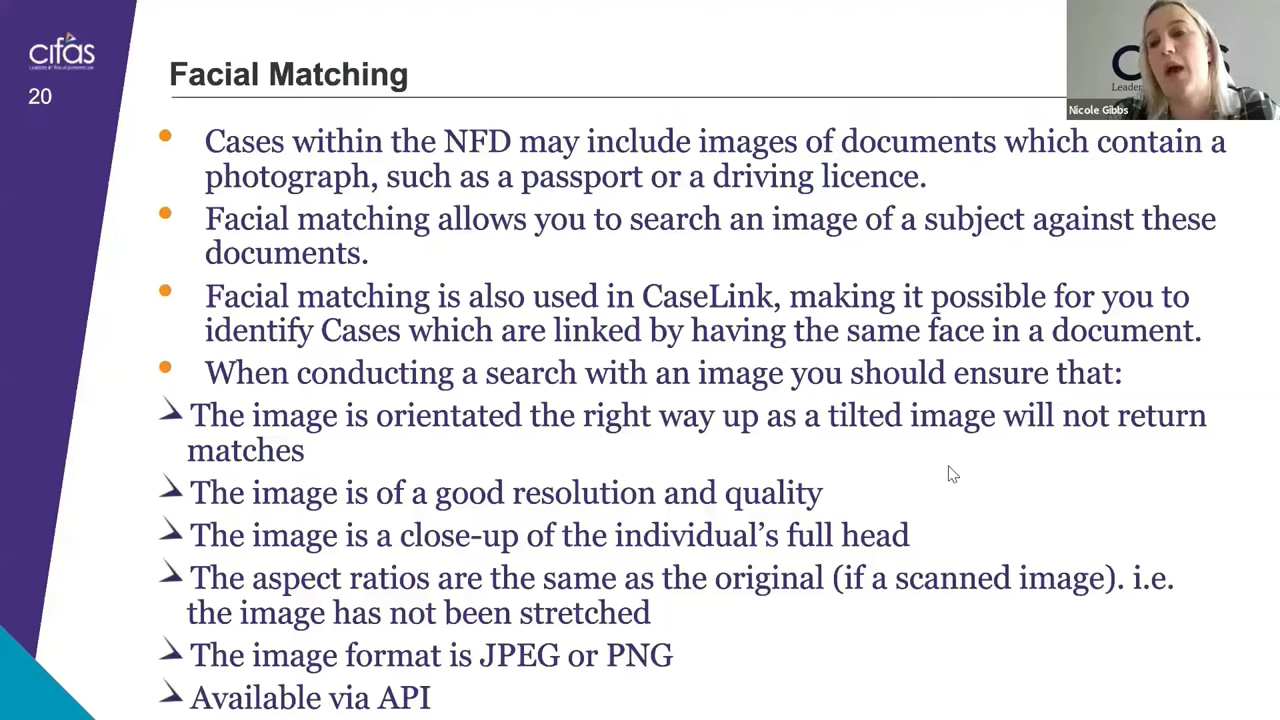 cifas
Leaders in fraud prevention
20
Facial Matching
Nicole Gibbs
Leader
Cases within the NFD may include images of documents which contain a
photograph, such as a passport or a driving licence.
Facial matching allows you to search an image of a subject against these
documents.
Facial matching is also used in CaseLink, making it possible for you to
identify Cases which are linked by having the same face in a document.
When conducting a search with an image you should ensure that:
The image is orientated the right way up as a tilted image will not return
matches
The image is of a good resolution and quality
The image is a close-up of the individual's full head
The aspect ratios are the same as the original (if a scanned image). i.e.
the image has not been stretched
The image format is JPEG or PNG
Available via API